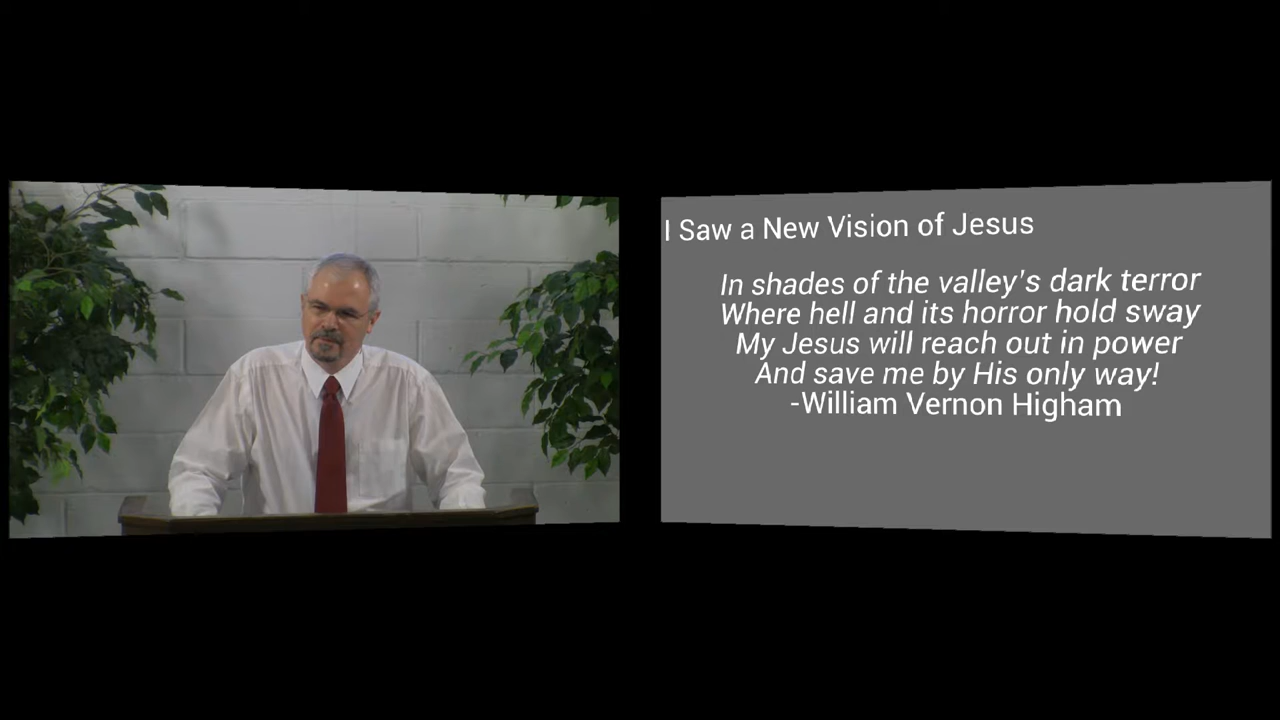 I Saw a New Vision of Jesus
In shades of the valley's dark terror
Where hell and its horror hold sway
My Jesus will reach out in power
And save me by His only way!
-William Vernon Higham